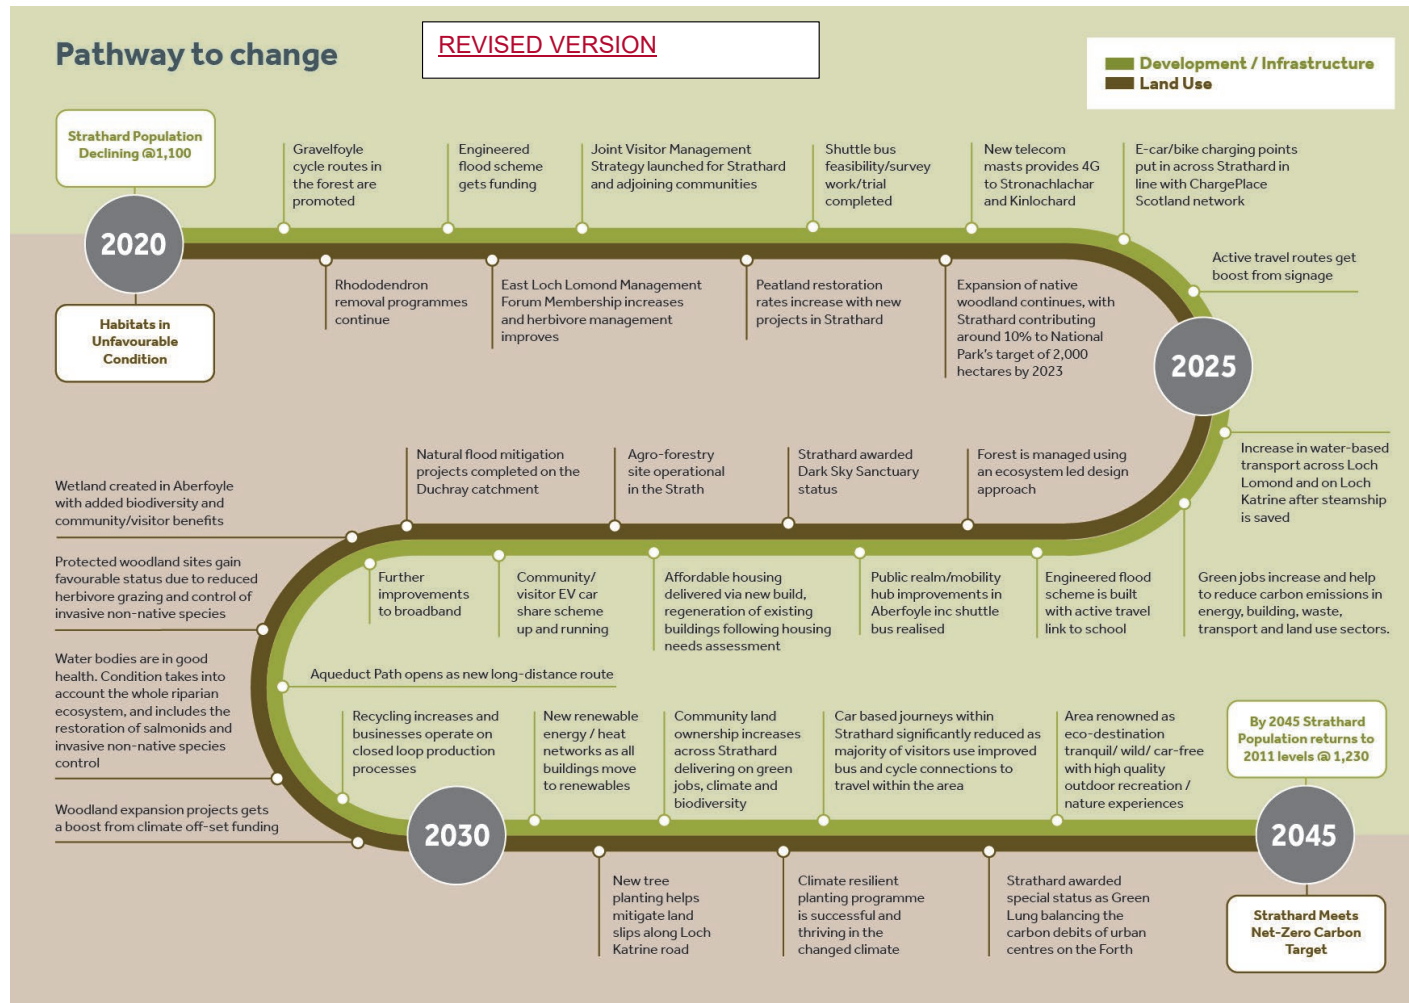 Pathway to change
REVISED VERSION
Development / Infrastructure
Land Use
Strathard Population
Declining @1,100
Gravelfoyle
cycle routes in
the forest are
promoted
Engineered
flood scheme
gets funding
Joint Visitor Management
Strategy launched for Strathard
and adjoining communities
Shuttle bus
feasibility/survey
work/trial
completed
New telecom
masts provides 4G
to Stronachlachar
and Kinlochard
E-car/bike charging points
put in across Strathard in
line with ChargePlace
Scotland network
Active travel routes get
boost from signage
2020
Habitats in
Unfavourable
Condition
Rhododendron
removal programmes
continue
East Loch Lomond Management
Forum Membership increases
and herbivore management
improves
Peatland restoration
rates increase with new
projects in Strathard
Expansion of native
woodland continues, with
Strathard contributing
around 10% to National
Park's target of 2,000
hectares by 2023
2025
Increase in water-based
transport across Loch
Lomond and on Loch
Katrine after steamship
is saved
Green jobs increase and help
to reduce carbon emissions in
energy, building, waste,
transport and land use sectors.
Forest is managed using
an ecosystem led design
approach
Strathard awarded
Dark Sky Sanctuary
status
Agro-forestry
site operational
in the Strath
Natural flood mitigation
projects completed on the
Duchray catchment
Wetland created in Aberfoyle
with added biodiversity and
community/visitor benefits
Protected woodland sites gain
favourable status due to reduced
herbivore grazing and control of
invasive non-native species
Water bodies are in good
health. Condition takes into
account the whole riparian
ecosystem, and includes the
restoration of salmonids and
invasive non-native species
control
Woodland expansion projects gets
a boost from climate off-set funding
Engineered flood
scheme is built
with active travel
link to school
Public realm/mobility
hub improvements in
Aberfoyle inc shuttle
bus realised
Affordable housing
delivered via new build,
regeneration of existing
buildings following housing
needs assessment
Community/
visitor EV car
share scheme
up and running
Further
improvements
to broadband
Aqueduct Path opens as new long-distance route
Recycling increases and
businesses operate on
closed loop production
processes
2030
New renewable
energy / heat
networks as all
buildings move
to renewables
Community land
ownership increases
across Strathard
delivering on green
jobs, climate and
biodiversity
Car based journeys within
Strathard significantly reduced as
majority of visitors use improved
bus and cycle connections to
travel within the area
Area renowned as
eco-destination
tranquil/ wild/ car-free
with high quality
outdoor recreation /
nature experiences
By 2045 Strathard
Population returns to
2011 levels @ 1,230
2045
New tree
planting helps
mitigate land
slips along Loch
Katrine road
Climate resilient
planting programme
is successful and
thriving in the
changed climate
Strathard awarded
special status as Green
Lung balancing the
carbon debits of urban
centres on the Forth
Strathard Meets
Net-Zero Carbon
Target